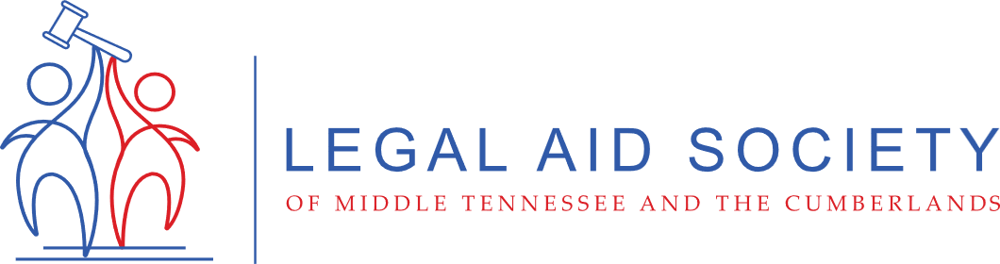 LEGAL AID SOCIETY
OF MIDDLE TENNESSEE AND THE CUMBERLANDS